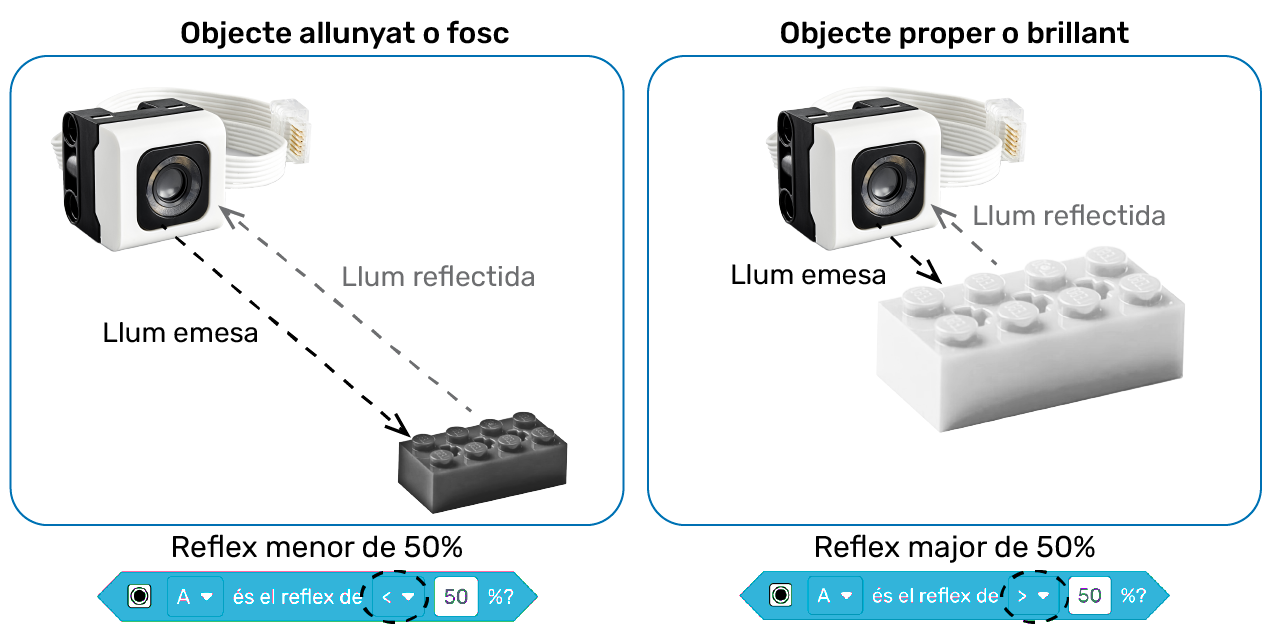 Objecte allunyat o fosc
Llum reflectida
Llum emesa
Reflex menor de 50%
A és el reflex de < 50 %?
Objecte proper o brillant
Llum reflectida
Llum emesa
Reflex major de 50%
A és el reflex de > 50 %?